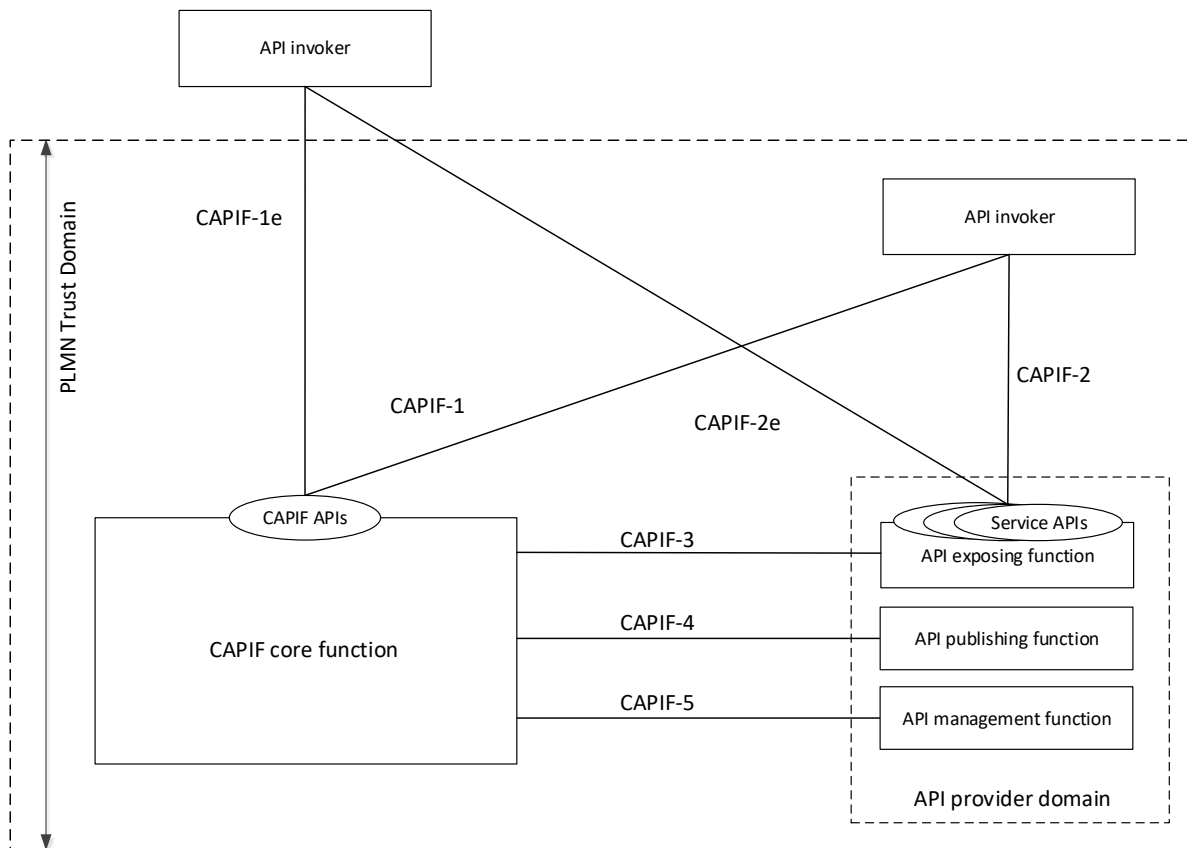 API invoker
CAPIF-1e
API invoker
PLMN Trust Domain
CAPIF-2
CAPIF-1
CAPIF-2e
CAPIF APIs
Service APIs
CAPIF-3
API exposing function
CAPIF-4
API publishing function
CAPIF core function
CAPIF-5
API management function
API provider domain